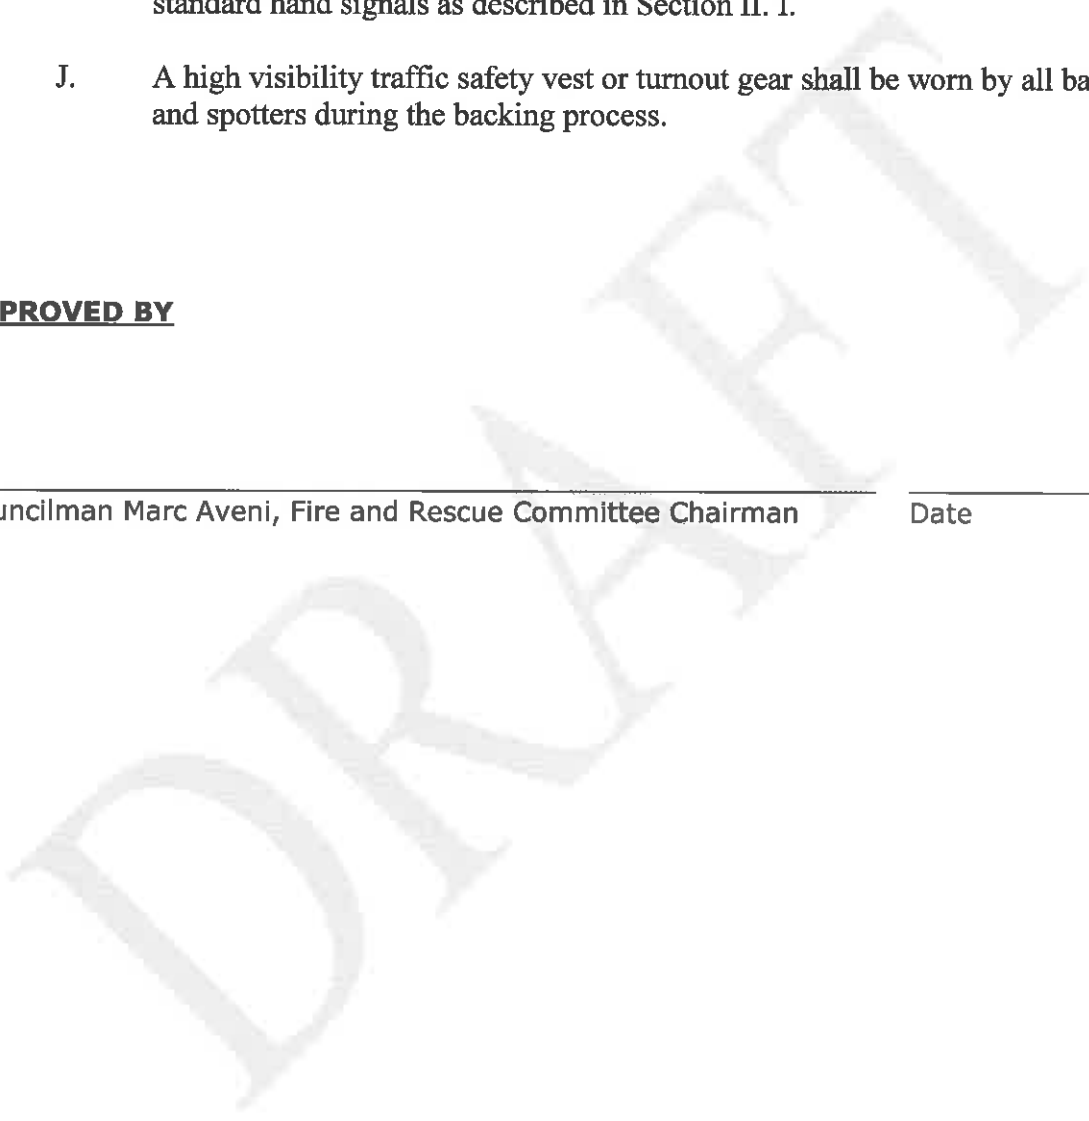 standard hand signals as described in Section II. I.
J. A high visibility traffic safety vest or turnout gear shall be worn by all ba
and spotters during the backing process.
PROVED BY
uncilman Marc Aveni, Fire and Rescue Committee Chairman Date
DRAFT